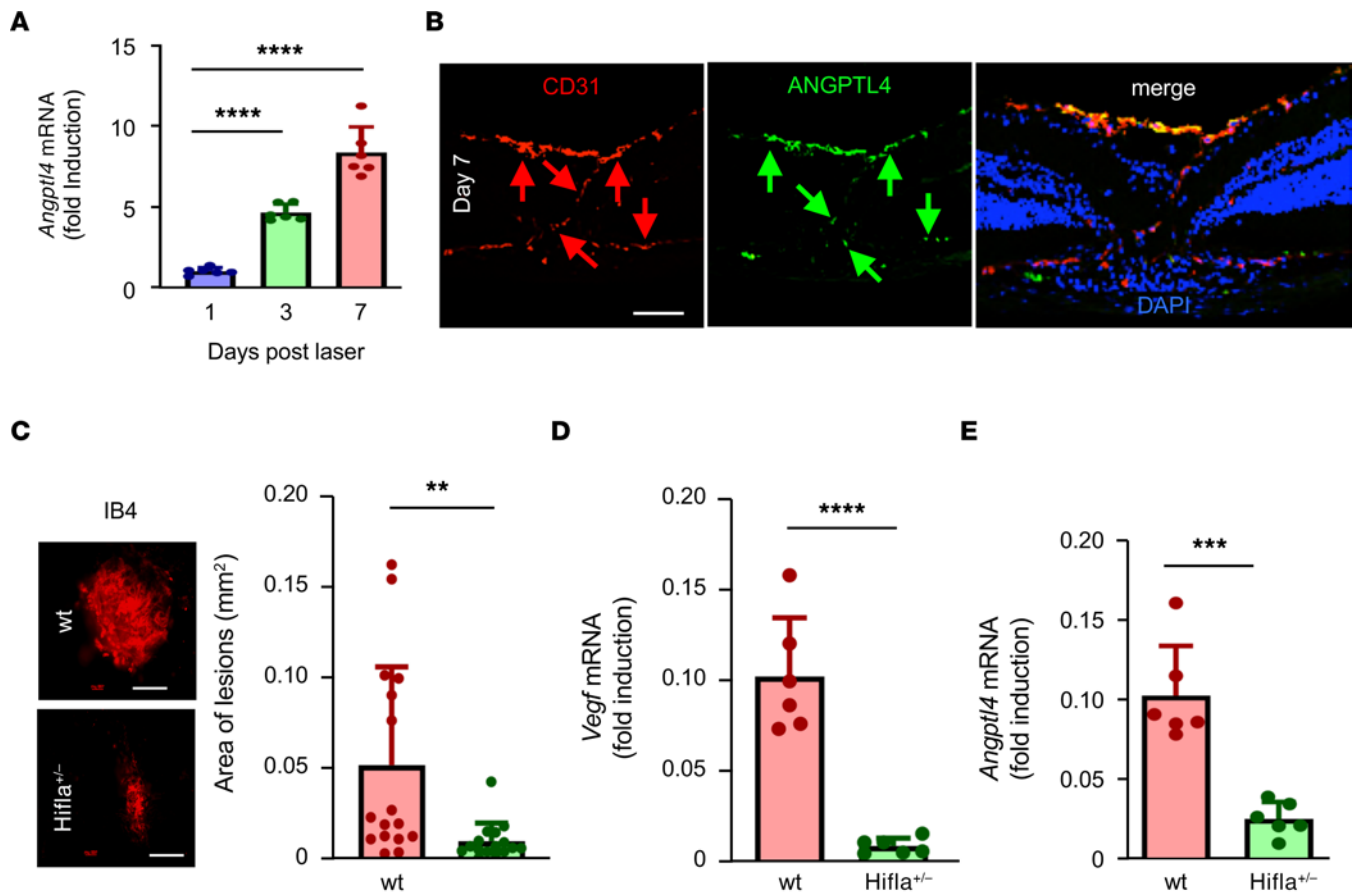 A
Angptl4 mRNA
(fold Induction)
15
10
5
0
****
****
1 3 7
Days post laser
B
Day 7
CD31
ANGPTL4
merge
DAPI
C
IB4
wt
Hifla+/–
Area of lesions (mm²)
0.20
0.15
0.10
0.05
0
**
wt
D
Vegf mRNA
(fold induction)
0.20
0.15
0.10
0.05
0
****
wt Hifla+/–
E
Angptl4 mRNA
(fold induction)
0.20
0.15
0.10
0.05
0
***
wt Hifla+/–